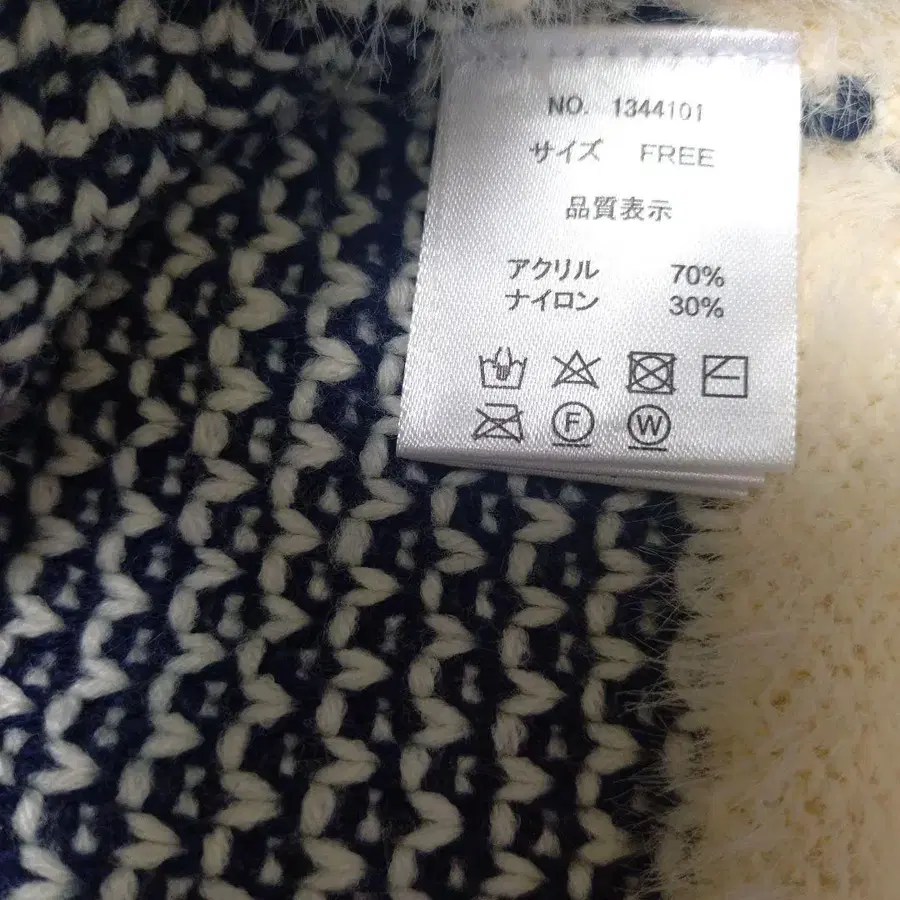 NO. 1344101
サイズ FREE
品質表示
アクリル 70%
ナイロン 30%
F W